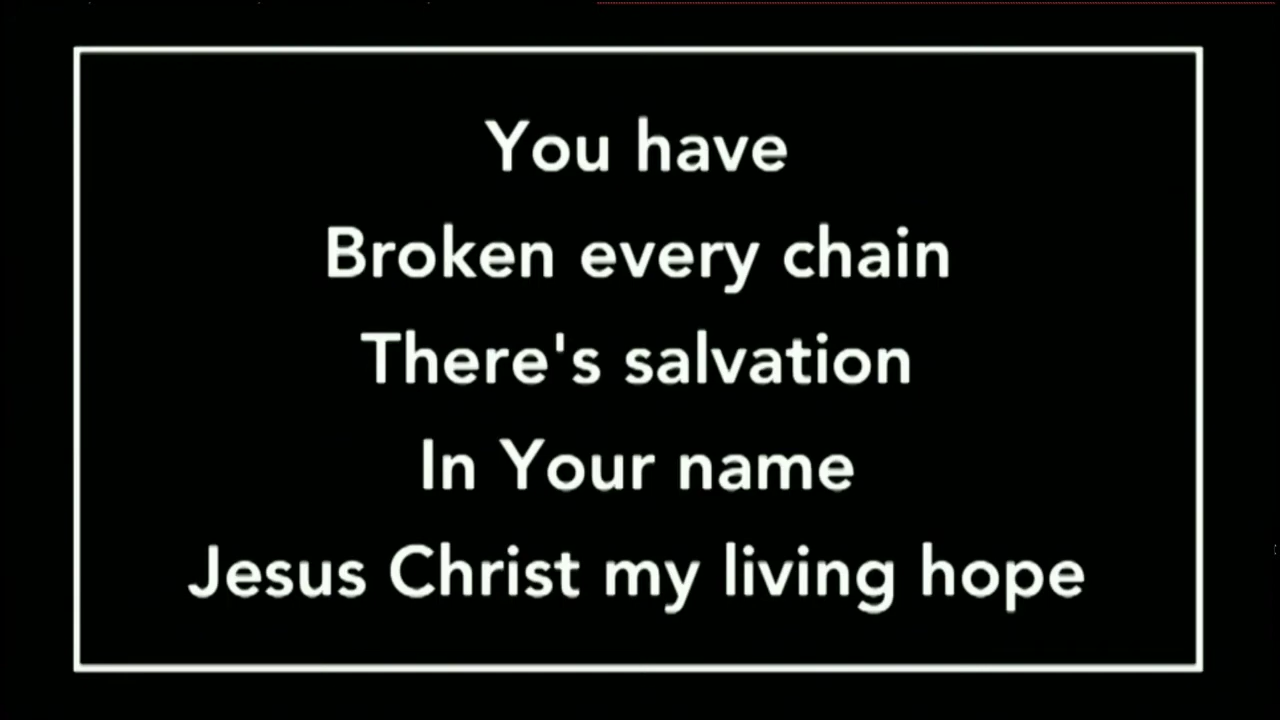 You have
Broken every chain
There's salvation
In Your name
Jesus Christ my living hope